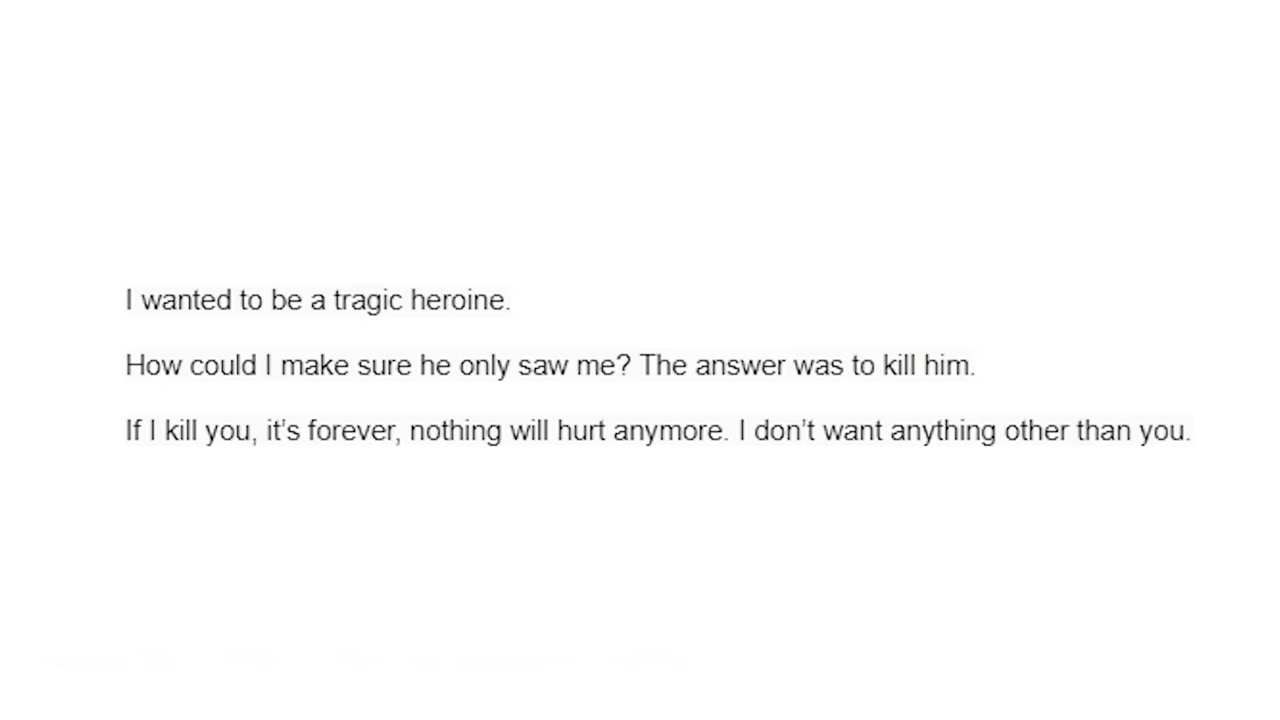 I wanted to be a tragic heroine.
How could I make sure he only saw me? The answer was to kill him.
If I kill you, it’s forever, nothing will hurt anymore. I don’t want anything other than you.